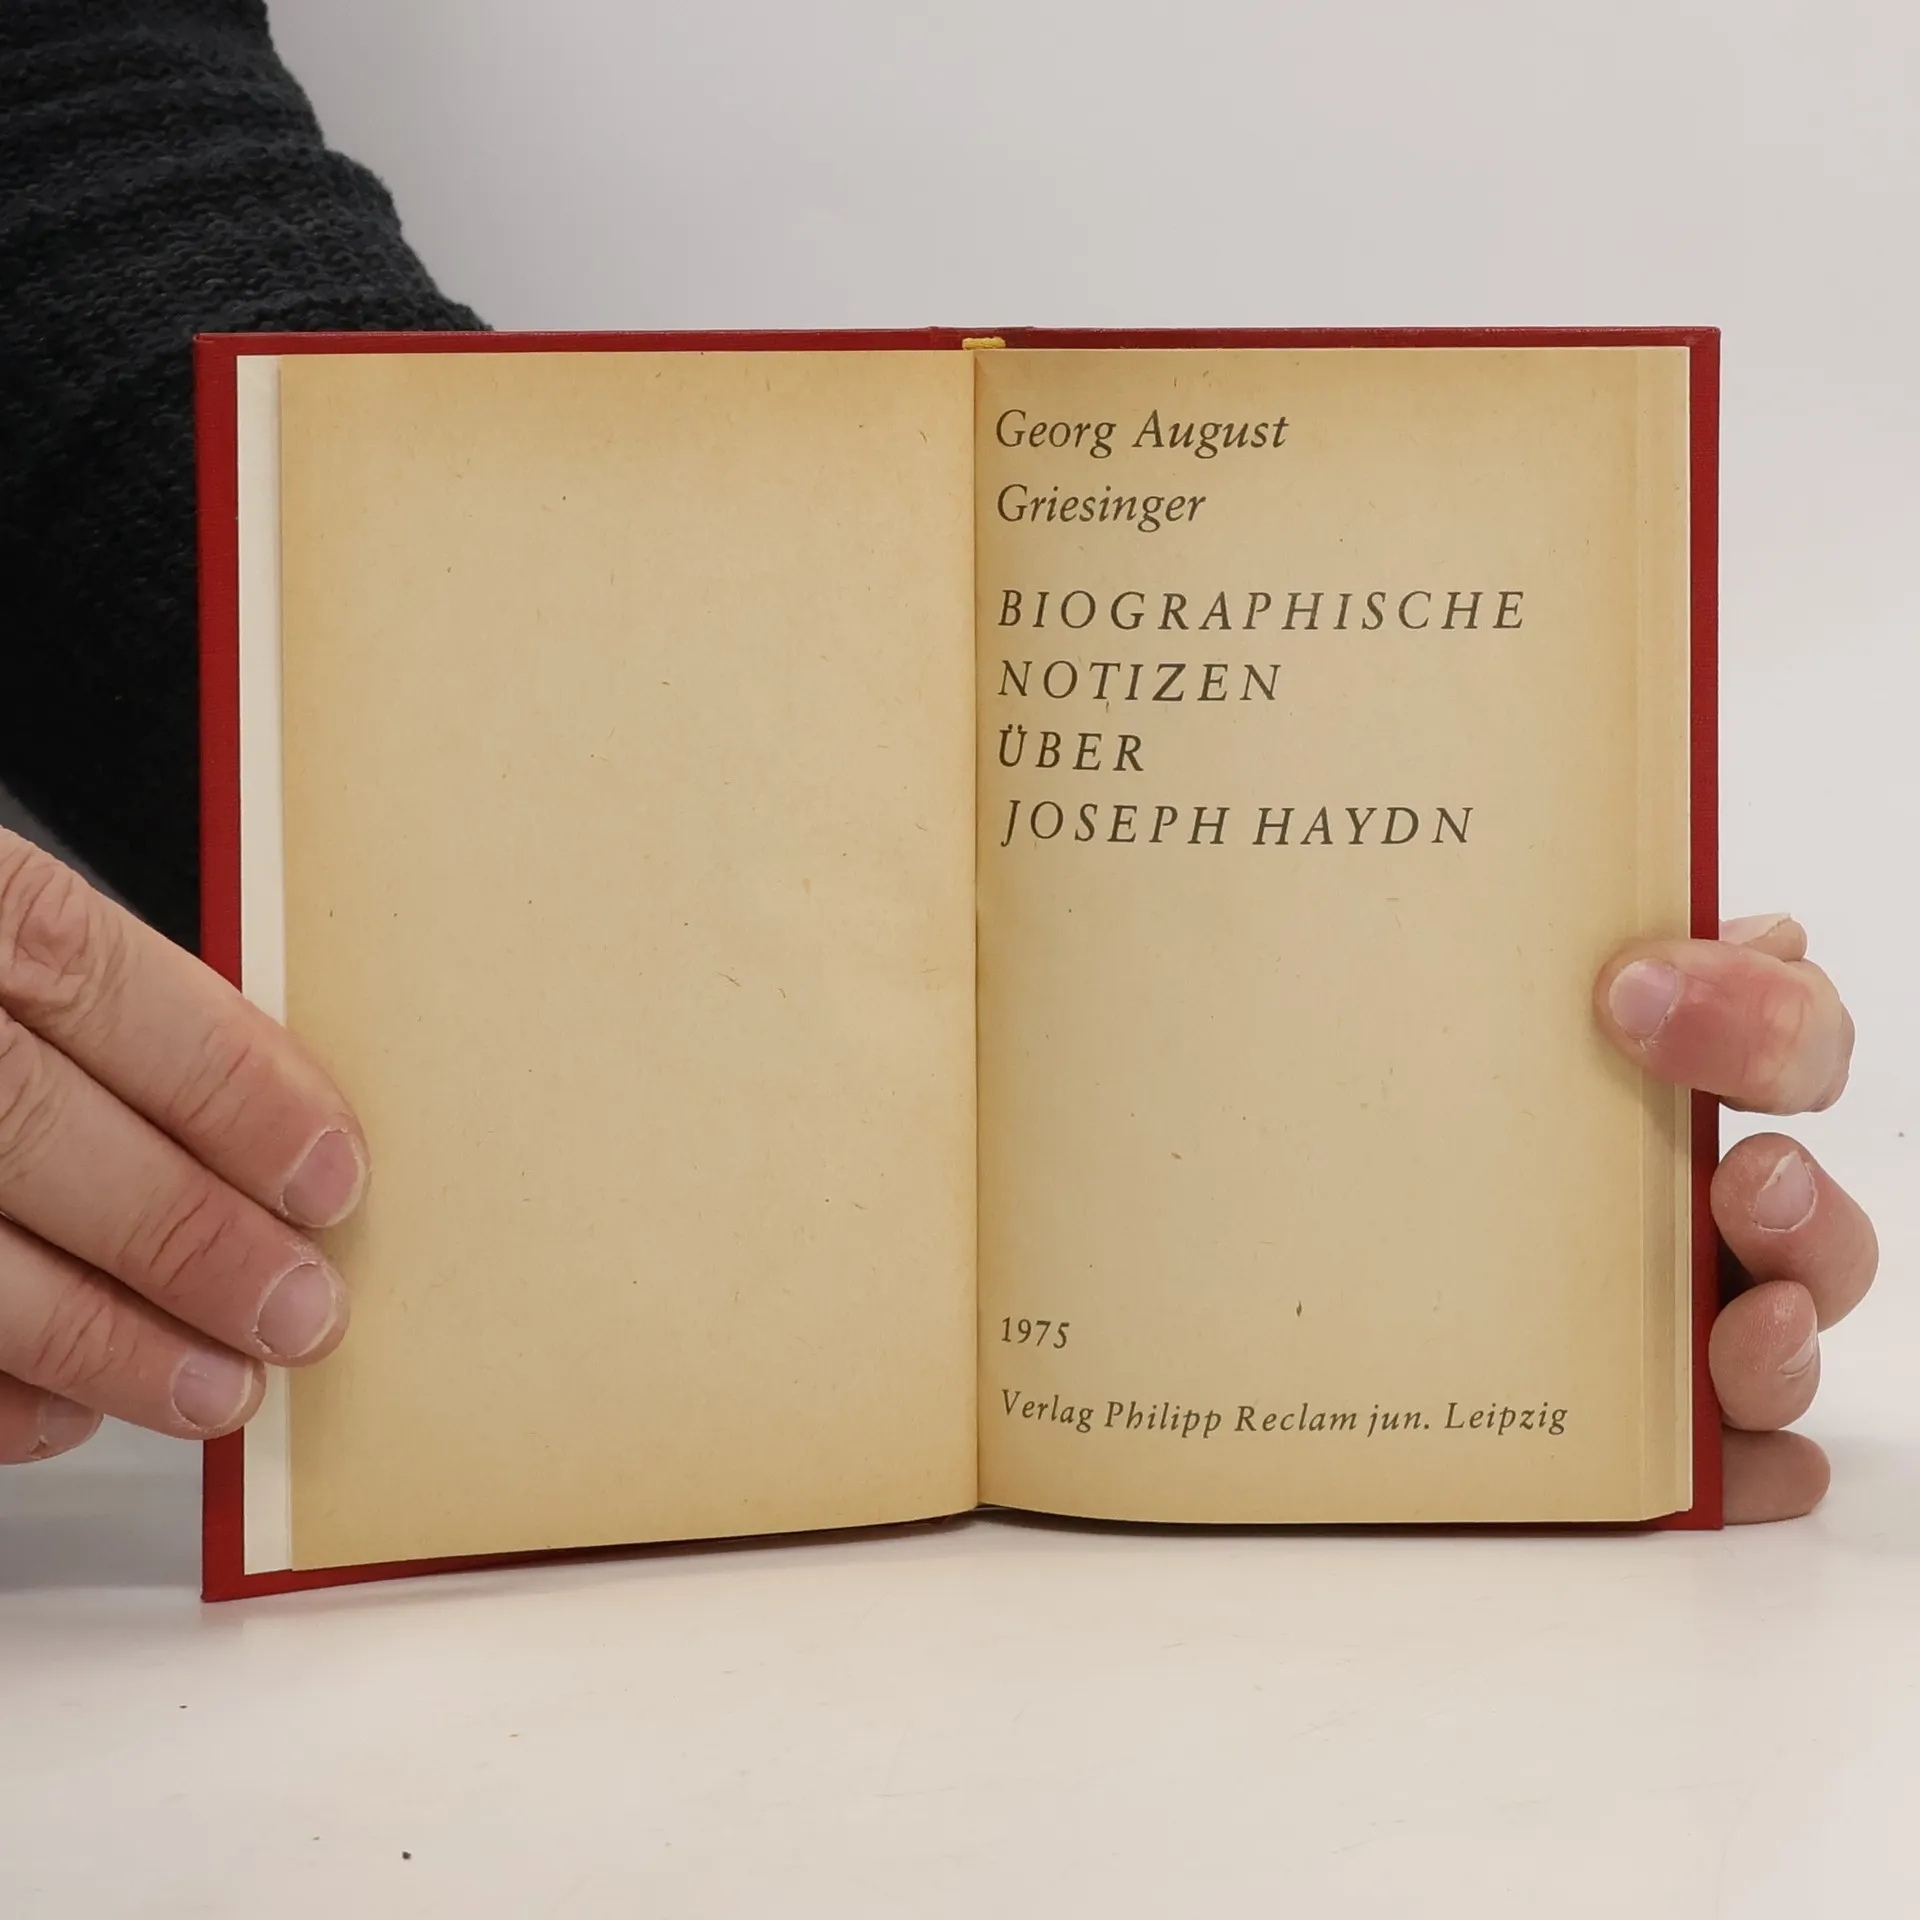 Georg August
Griesinger
BIOGRAPHISCHE
NOTIZEN
ÜBER
JOSEPH HAYDN
1975
Verlag Philipp Reclam jun. Leipzig